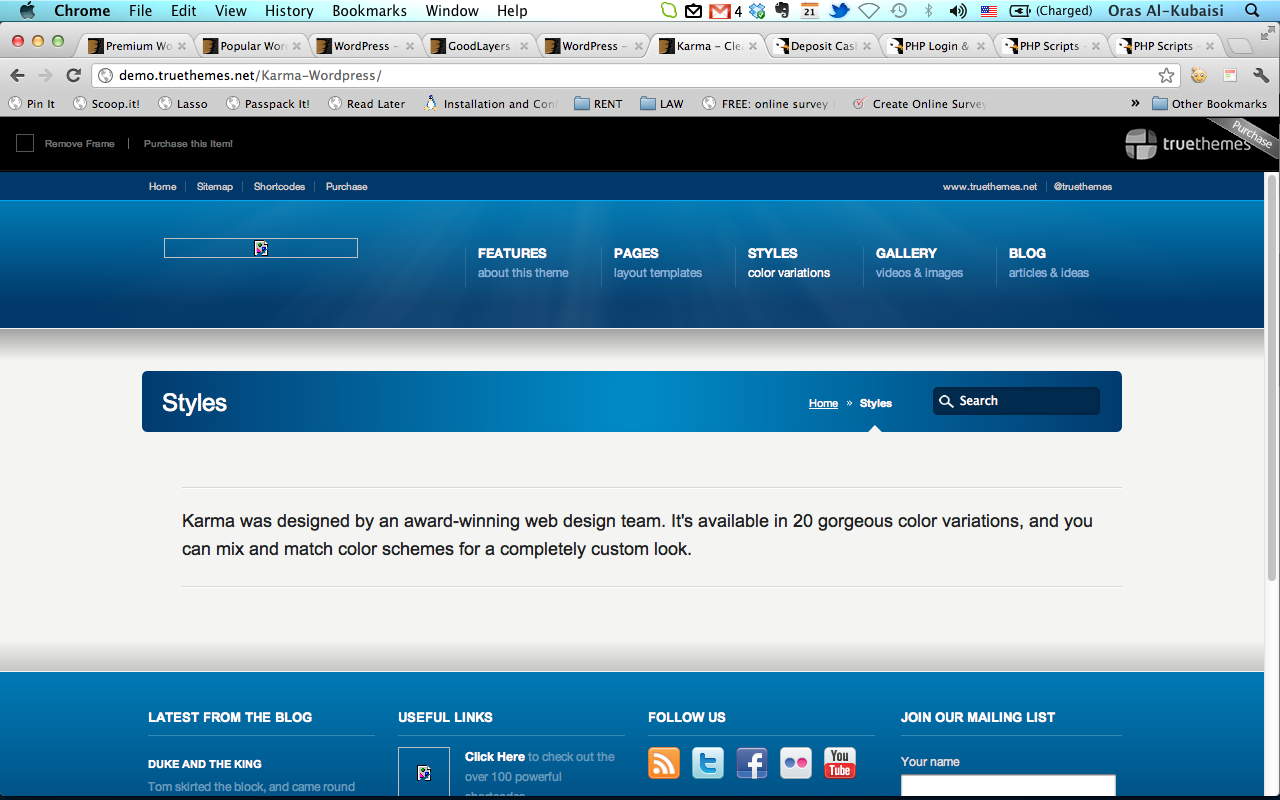 Chrome File Edit View History Bookmarks Window Help 4 21 (Charged) Oras Al-Kubaisi
Premium Wo Popular Wor WordPress – GoodLayers WordPress – Karma – Cle Deposit Cas PHP Login & PHP Scripts PHP Scripts
demo.truethemes.net/Karma-Wordpress/
Pin It Scoop.it! Lasso Passpack It! Read Later Installation and Con RENT LAW FREE: online survey Create Online Surve » Other Bookmarks
Remove Frame | Purchase this Item! truethemes Purchase
Home Sitemap Shortcodes Purchase www.truethemes.net @truethemes
FEATURES PAGES STYLES GALLERY BLOG
about this theme layout templates color variations videos & images articles & ideas
Styles Home » Styles Search
Karma was designed by an award-winning web design team. It's available in 20 gorgeous color variations, and you
can mix and match color schemes for a completely custom look.
LATEST FROM THE BLOG USEFUL LINKS FOLLOW US JOIN OUR MAILING LIST
DUKE AND THE KING
Tom skirted the block, and came round
Click Here to check out the
over 100 powerful
shortcodes
You
Tube
Your name